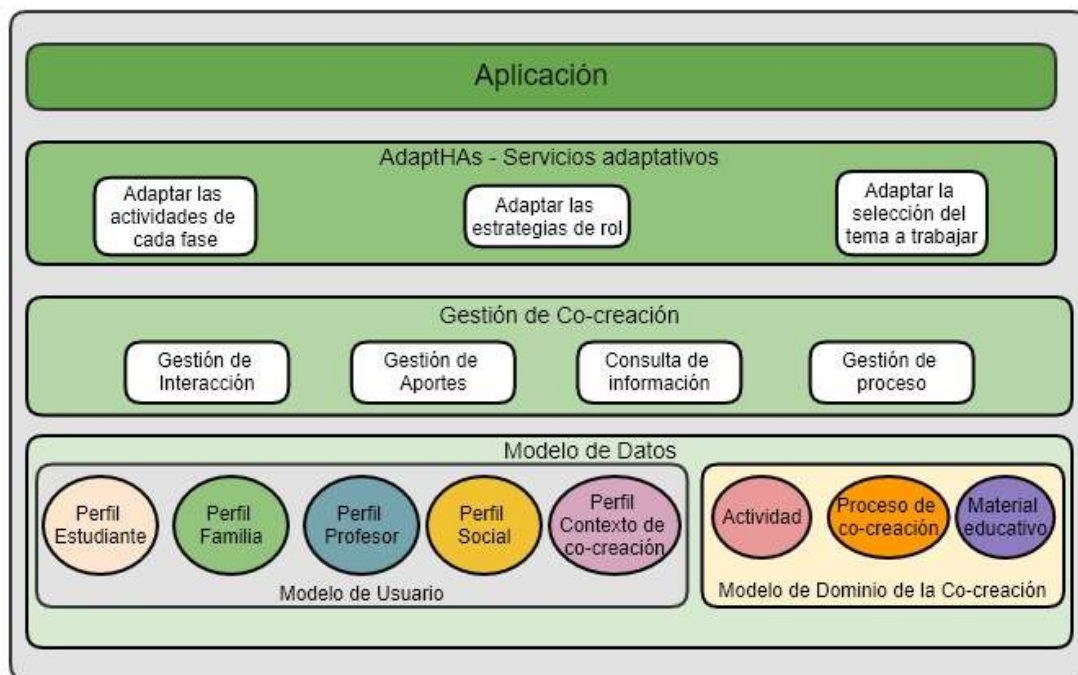 Aplicación
AdaptHAs - Servicios adaptativos
Adaptar las
actividades de
cada fase
Adaptar las
estrategias de rol
Adaptar la
selección del
tema a trabajar
Gestión de Co-creación
Gestión de
Interacción
Gestión de
Aportes
Consulta de
información
Gestión de
proceso
Modelo de Datos
Perfil
Estudiante
Perfil
Familia
Perfil
Profesor
Perfil
Social
Perfil
Contexto de
co-creación
Modelo de Usuario
Actividad
Proceso de
co-creación
Material
educativo
Modelo de Dominio de la Co-creación